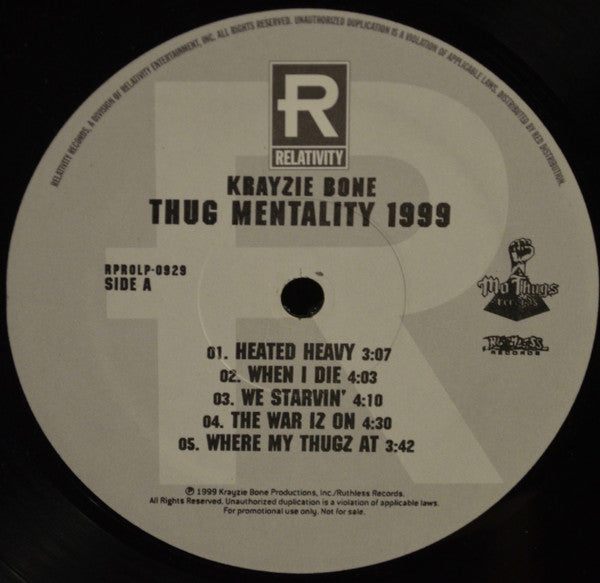 RELATIVITY RECORDS, A DIVISION OF RELATIVITY ENTERTAINMENT, INC. ALL RIGHTS RESERVED. UNAUTHORIZED DUPLICATION IS A VIOLATION OF APPLICABLE LAWS. DISTRIBUTED BY RED DISTRIBUTION.
R
RELATIVITY
KRAYZIE BONE
THUG MENTALITY 1999
RPROLP-0929
SIDE A
Mo Thugs
RECORDS
RUTHLESS
RECORDS
01. HEATED HEAVY 3:07
02. WHEN I DIE 4:03
03. WE STARVIN' 4:10
04. THE WAR IZ ON 4:30
05. WHERE MY THUGZ AT 3:42
℗ 1999 Krayzie Bone Productions, Inc./Ruthless Records.
All Rights Reserved. Unauthorized duplication is a violation of applicable laws.
For promotional use only. Not for sale.